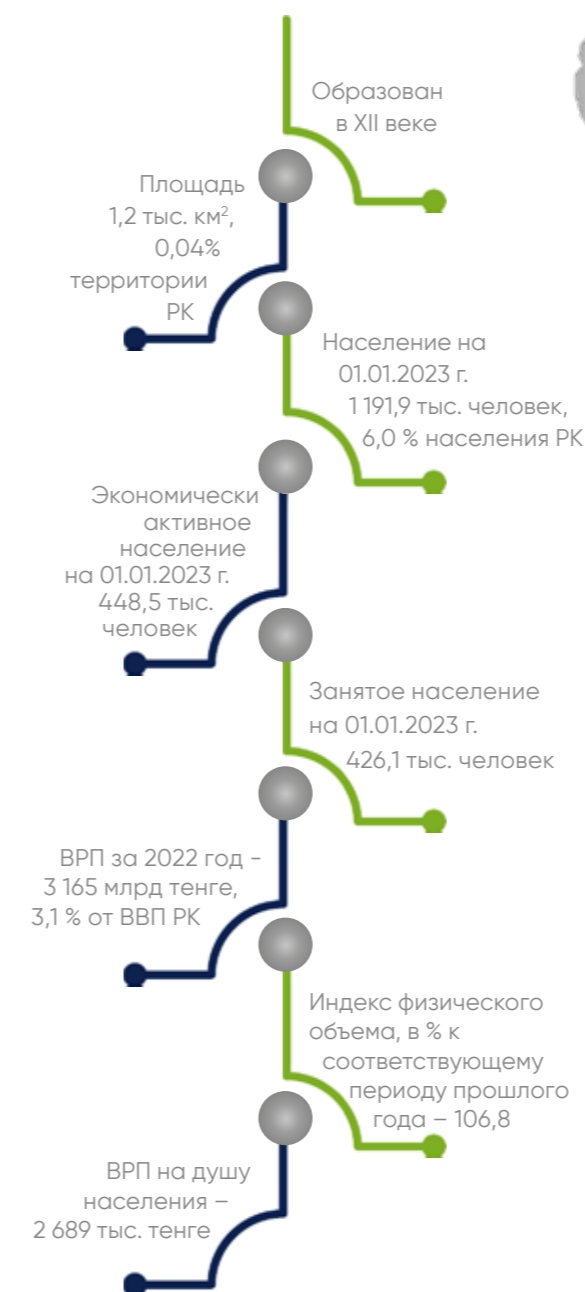 Образован
в XII веке
Площадь
1,2 тыс. км²,
0,04%
территории
РК
Население на
01.01.2023 г.
1 191,9 тыс. человек,
6,0 % населения РК
Экономически
активное
население
на 01.01.2023 г.
448,5 тыс.
человек
Занятое население
на 01.01.2023 г.
426,1 тыс. человек
ВРП за 2022 год -
3 165 млрд тенге,
3,1 % от ВВП РК
Индекс физического
объема, в % к
соответствующему
периоду прошлого
года – 106,8
ВРП на душу
населения –
2 689 тыс. тенге